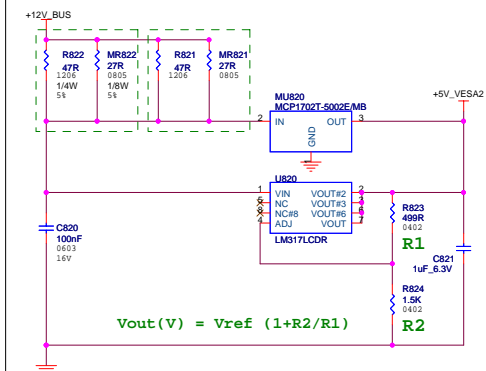 +12V_BUS
R822
47R
1206
1/4W
5%
MR822
27R
0805
1/8W
5%
R821
47R
1206
MR821
27R
0805
MU820
MCP1702T-5002E/MB
+5V_VESA2
2 IN OUT 3
GND
U820
1 VIN VOUT#2 2
5 NC VOUT#3 3
8 NC#8 VOUT#6 6
4 ADJ VOUT 7
LM317LCDR
C820
100nF
0603
16V
R823
499R
0402
R1
C821
1uF_6.3V
R824
1.5K
0402
R2
Vout(V) = Vref (1+R2/R1)